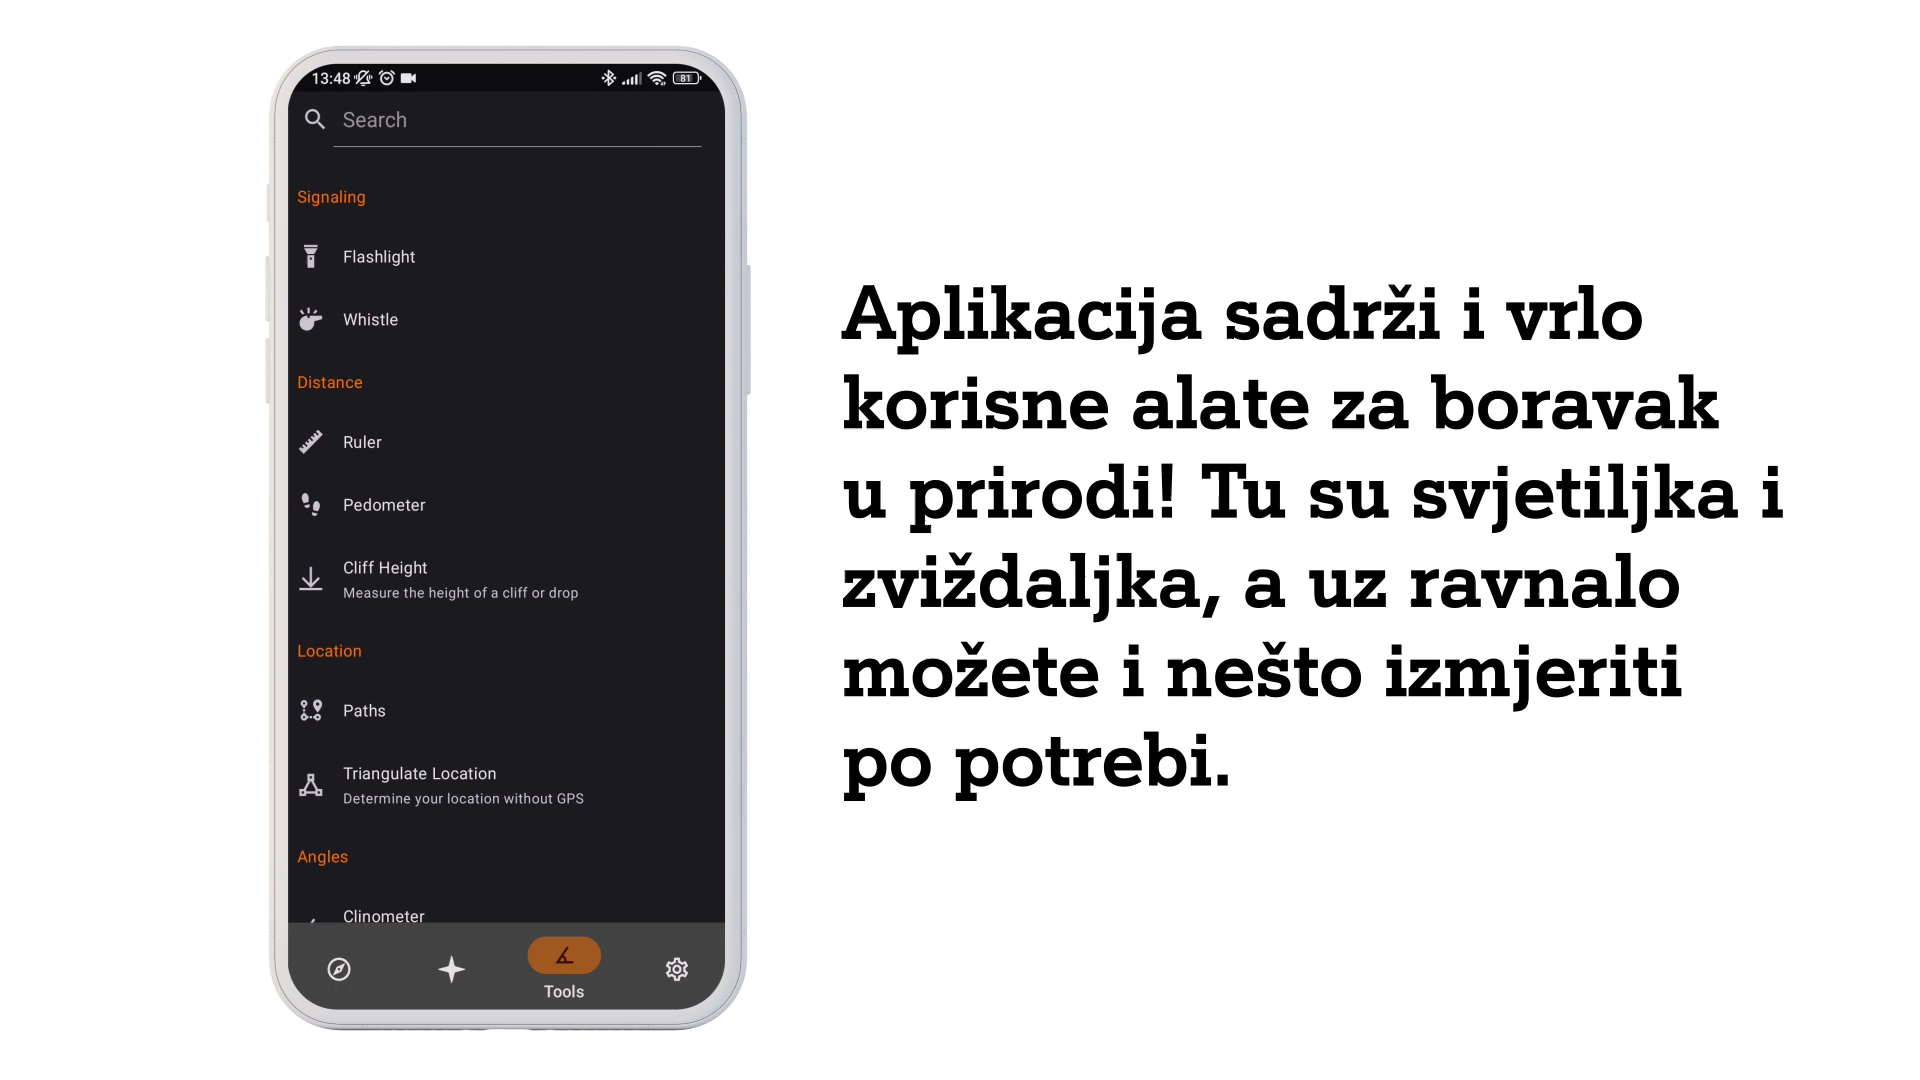 13:48
81
Search
Signaling
Flashlight
Whistle
Distance
Ruler
Pedometer
Cliff Height
Measure the height of a cliff or drop
Location
Paths
Triangulate Location
Determine your location without GPS
Angles
Clinometer
Tools
Aplikacija sadrži i vrlo
korisne alate za boravak
u prirodi! Tu su svjetiljka i
zviždaljka, a uz ravnalo
možete i nešto izmjeriti
po potrebi.